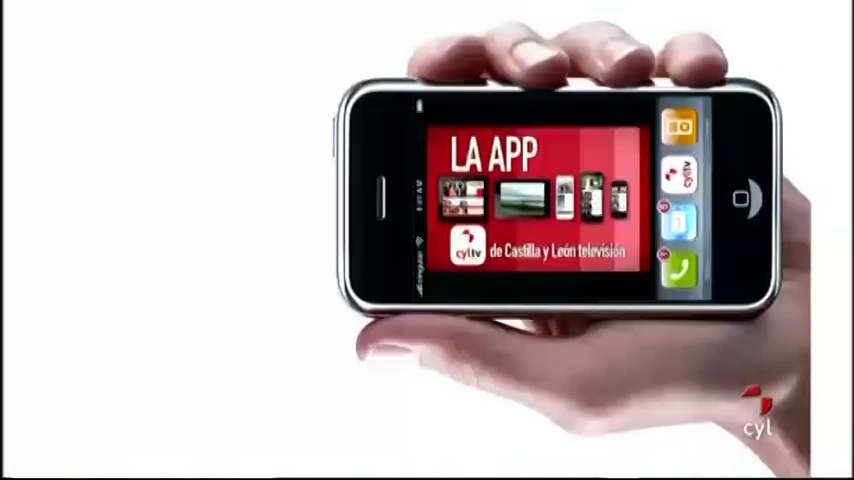 LA APP
cyltv
de Castilla y León televisión
cyltv
cyl